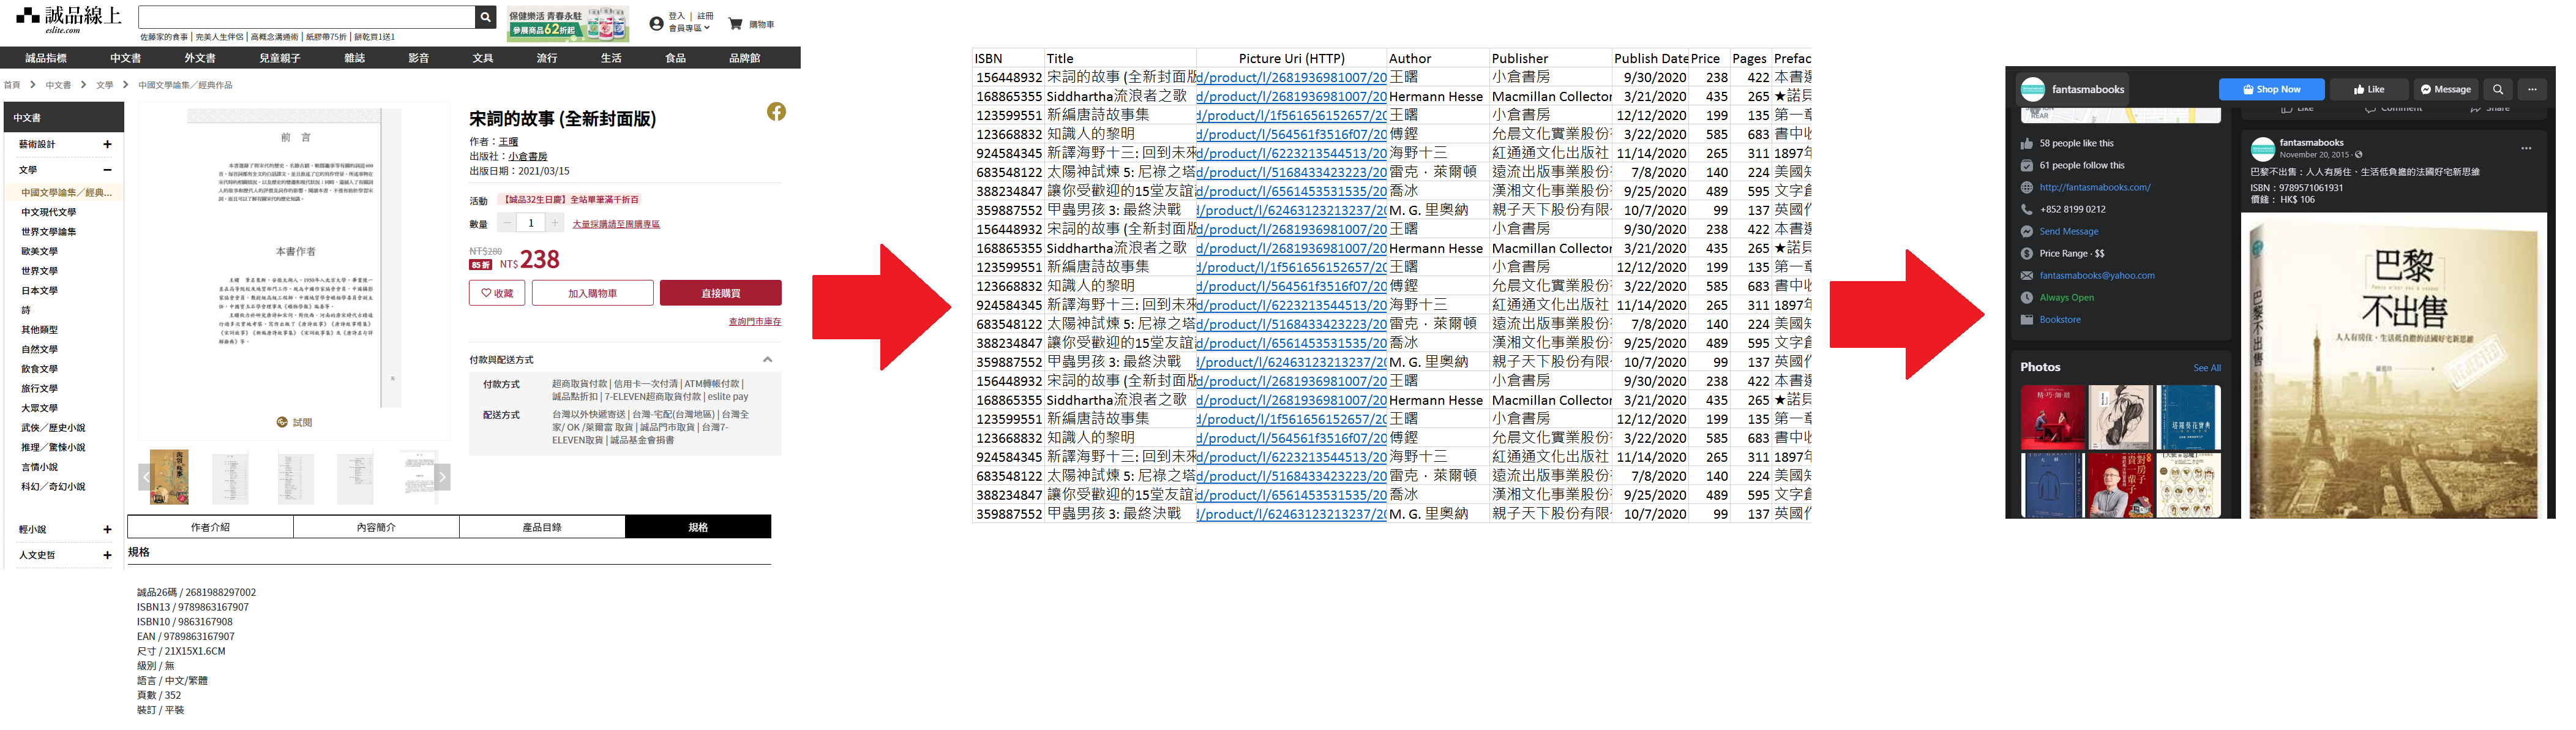 誠品線上
eslite.com
佐藤家的食事 | 完美人生伴侶 | 高概念溝通術 | 紙膠帶75折 | 餅乾買1送1
保健樂活 青春永駐
參展商品62折起
登入 | 註冊
會員專區
購物車
誠品指標 中文書 外文書 兒童親子 雜誌 影音 文具 流行 生活 食品 品牌館
首頁 > 中文書 > 文學 > 中國文學論集／經典作品
中文書
藝術設計 +
文學 −
中國文學論集／經典...
中文現代文學
世界文學論集
歐美文學
世界文學
日本文學
詩
其他類型
自然文學
飲食文學
旅行文學
大眾文學
武俠／歷史小說
推理／驚悚小說
言情小說
科幻／奇幻小說
輕小說 +
人文史哲 +
前 言
本書作者
試閱
宋詞的故事 (全新封面版)
作者：王曙
出版社：小倉書房
出版日期：2021/03/15
活動 【誠品32生日慶】全站單筆滿千折百
數量 − 1 + 大量採購請至團購專區
NT$280
85 折 NT$ 238
收藏 加入購物車 直接購買
查詢門市庫存
付款與配送方式
付款方式 超商取貨付款 | 信用卡一次付清 | ATM轉帳付款 |
誠品點折扣 | 7-ELEVEN超商取貨付款 | eslite pay
配送方式 台灣以外快遞寄送 | 台灣-宅配(台灣地區) | 台灣全
家/ OK /萊爾富 取貨 | 誠品門市取貨 | 台灣7-
ELEVEN取貨 | 誠品基金會捐書
作者介紹 內容簡介 產品目錄 規格
規格
誠品26碼 / 2681988297002
ISBN13 / 9789863167907
ISBN10 / 9863167908
EAN / 9789863167907
尺寸 / 21X15X1.6CM
級別 / 無
語言 / 中文/繁體
頁數 / 352
裝訂 / 平裝
ISBN Title Picture Uri (HTTP) Author Publisher Publish Date Price Pages Prefac
156448932 宋詞的故事 (全新封面版 d/product/l/2681936981007/20 王曙 小倉書房 9/30/2020 238 422 本書選
168865355 Siddhartha流浪者之歌 d/product/l/2681936981007/20 Hermann Hesse Macmillan Collector 3/21/2020 435 265 ★諾貝
123599551 新編唐詩故事集 d/product/l/1f561656152657/20 王曙 小倉書房 12/12/2020 199 135 第一章
123668832 知識人的黎明 d/product/l/564561f3516f07/20 傅鏗 允晨文化實業股份有 3/22/2020 585 683 書中收
924584345 新譯海野十三: 回到未來 d/product/l/6223213544513/20 海野十三 紅通通文化出版社 11/14/2020 265 311 1897年
683548122 太陽神試煉 5: 尼祿之塔 d/product/l/5168433423223/20 雷克．萊爾頓 遠流出版事業股份有 7/8/2020 140 224 美國知
388234847 讓你受歡迎的15堂友誼課 d/product/l/6561453531535/20 喬冰 漢湘文化事業股份有 9/25/2020 489 595 文字創
359887552 甲蟲男孩 3: 最終決戰 d/product/l/62463123213237/20 M. G. 里奧納 親子天下股份有限公 10/7/2020 99 137 英國作
156448932 宋詞的故事 (全新封面版 d/product/l/2681936981007/20 王曙 小倉書房 9/30/2020 238 422 本書選
168865355 Siddhartha流浪者之歌 d/product/l/2681936981007/20 Hermann Hesse Macmillan Collector 3/21/2020 435 265 ★諾貝
123599551 新編唐詩故事集 d/product/l/1f561656152657/20 王曙 小倉書房 12/12/2020 199 135 第一章
123668832 知識人的黎明 d/product/l/564561f3516f07/20 傅鏗 允晨文化實業股份有 3/22/2020 585 683 書中收
924584345 新譯海野十三: 回到未來 d/product/l/6223213544513/20 海野十三 紅通通文化出版社 11/14/2020 265 311 1897年
683548122 太陽神試煉 5: 尼祿之塔 d/product/l/5168433423223/20 雷克．萊爾頓 遠流出版事業股份有 7/8/2020 140 224 美國知
388234847 讓你受歡迎的15堂友誼課 d/product/l/6561453531535/20 喬冰 漢湘文化事業股份有 9/25/2020 489 595 文字創
359887552 甲蟲男孩 3: 最終決戰 d/product/l/62463123213237/20 M. G. 里奧納 親子天下股份有限公 10/7/2020 99 137 英國作
156448932 宋詞的故事 (全新封面版 d/product/l/2681936981007/20 王曙 小倉書房 9/30/2020 238 422 本書選
168865355 Siddhartha流浪者之歌 d/product/l/2681936981007/20 Hermann Hesse Macmillan Collector 3/21/2020 435 265 ★諾貝
123599551 新編唐詩故事集 d/product/l/1f561656152657/20 王曙 小倉書房 12/12/2020 199 135 第一章
123668832 知識人的黎明 d/product/l/564561f3516f07/20 傅鏗 允晨文化實業股份有 3/22/2020 585 683 書中收
924584345 新譯海野十三: 回到未來 d/product/l/6223213544513/20 海野十三 紅通通文化出版社 11/14/2020 265 311 1897年
683548122 太陽神試煉 5: 尼祿之塔 d/product/l/5168433423223/20 雷克．萊爾頓 遠流出版事業股份有 7/8/2020 140 224 美國知
388234847 讓你受歡迎的15堂友誼課 d/product/l/6561453531535/20 喬冰 漢湘文化事業股份有 9/25/2020 489 595 文字創
359887552 甲蟲男孩 3: 最終決戰 d/product/l/62463123213237/20 M. G. 里奧納 親子天下股份有限公 10/7/2020 99 137 英國作
fantasmabooks Shop Now Like Message
REAR
Like Comment Share
58 people like this
61 people follow this
http://fantasmabooks.com/
+852 8199 0212
Send Message
Price Range · $$
fantasmabooks@yahoo.com
Always Open
Bookstore
Photos See All
fantasmabooks
November 20, 2015
巴黎不出售：人人有房住、生活低負擔的法國好宅新思維
ISBN：9789571061931
價錢： HK$ 106
巴黎
不出售
人人有房住、生活低負擔的法國好宅新思維
巴黎不出售